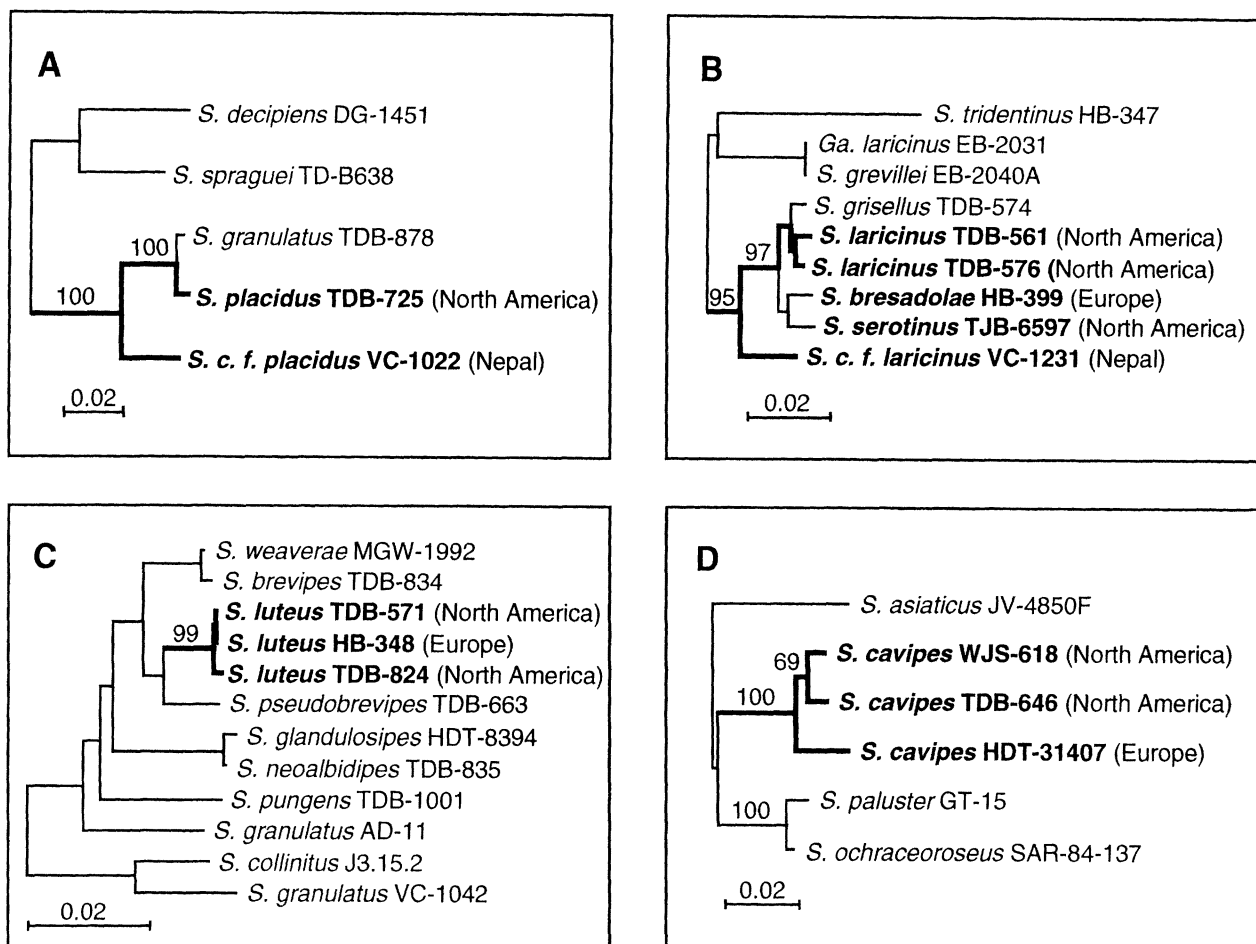 A
S. decipiens DG-1451
S. spraguei TD-B638
100
S. granulatus TDB-878
100
S. placidus TDB-725 (North America)
S. c. f. placidus VC-1022 (Nepal)
0.02
B
S. tridentinus HB-347
Ga. laricinus EB-2031
S. grevillei EB-2040A
S. grisellus TDB-574
S. laricinus TDB-561 (North America)
97
S. laricinus TDB-576 (North America)
95
S. bresadolae HB-399 (Europe)
S. serotinus TJB-6597 (North America)
S. c. f. laricinus VC-1231 (Nepal)
0.02
C
S. weaverae MGW-1992
S. brevipes TDB-834
S. luteus TDB-571 (North America)
99
S. luteus HB-348 (Europe)
S. luteus TDB-824 (North America)
S. pseudobrevipes TDB-663
S. glandulosipes HDT-8394
S. neoalbidipes TDB-835
S. pungens TDB-1001
S. granulatus AD-11
S. collinitus J3.15.2
S. granulatus VC-1042
0.02
D
S. asiaticus JV-4850F
69
S. cavipes WJS-618 (North America)
100
S. cavipes TDB-646 (North America)
S. cavipes HDT-31407 (Europe)
100
S. paluster GT-15
S. ochraceoroseus SAR-84-137
0.02